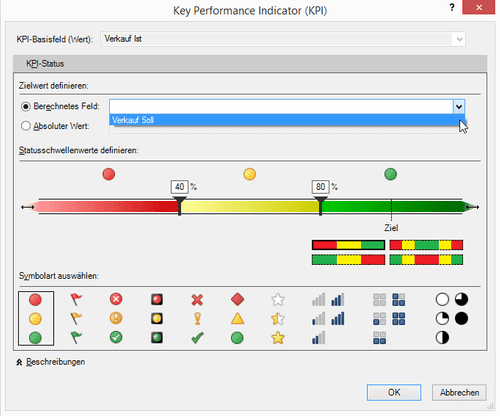 Key Performance Indicator (KPI)
? X
KPI-Basisfeld (Wert): Verkauf Ist
KPI-Status
Zielwert definieren:
Berechnetes Feld:
Verkauf Soll
Absoluter Wert:
Statusschwellenwerte definieren:
40 % 80 %
Ziel
Symbolart auswählen:
Beschreibungen
OK Abbrechen